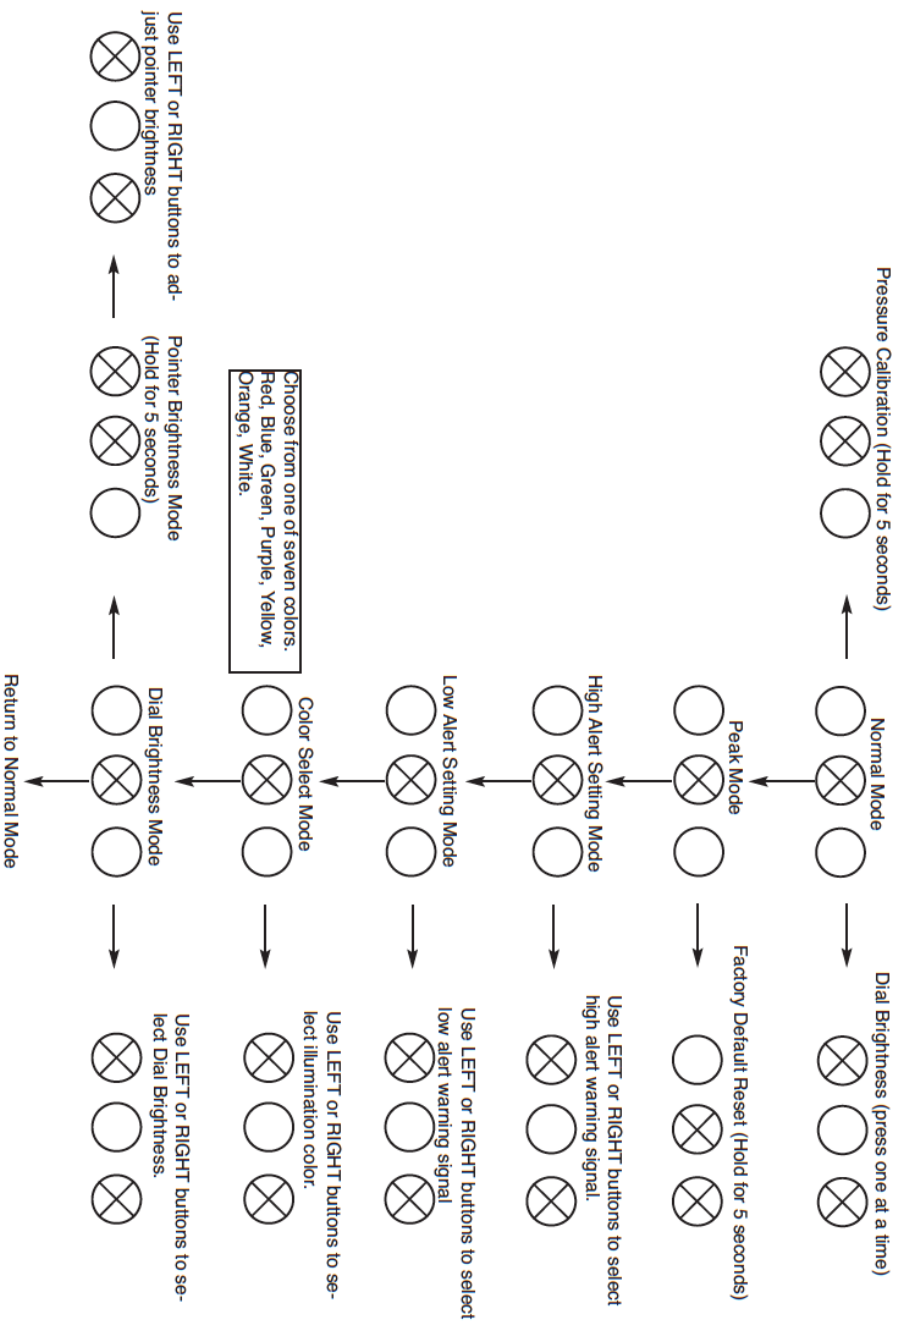 Pressure Calibration (Hold for 5 seconds)
Normal Mode
Dial Brightness (press one at a time)
Peak Mode
Factory Default Reset (Hold for 5 seconds)
High Alert Setting Mode
Use LEFT or RIGHT buttons to select
high alert warning signal.
Low Alert Setting Mode
Use LEFT or RIGHT buttons to select
low alert warning signal
Choose from one of seven colors.
Red, Blue, Green, Purple, Yellow,
Orange, White.
Color Select Mode
Use LEFT or RIGHT buttons to se-
lect illumination color.
Use LEFT or RIGHT buttons to ad-
just pointer brightness
Pointer Brightness Mode
(Hold for 5 seconds)
Dial Brightness Mode
Use LEFT or RIGHT buttons to se-
lect Dial Brightness.
Return to Normal Mode